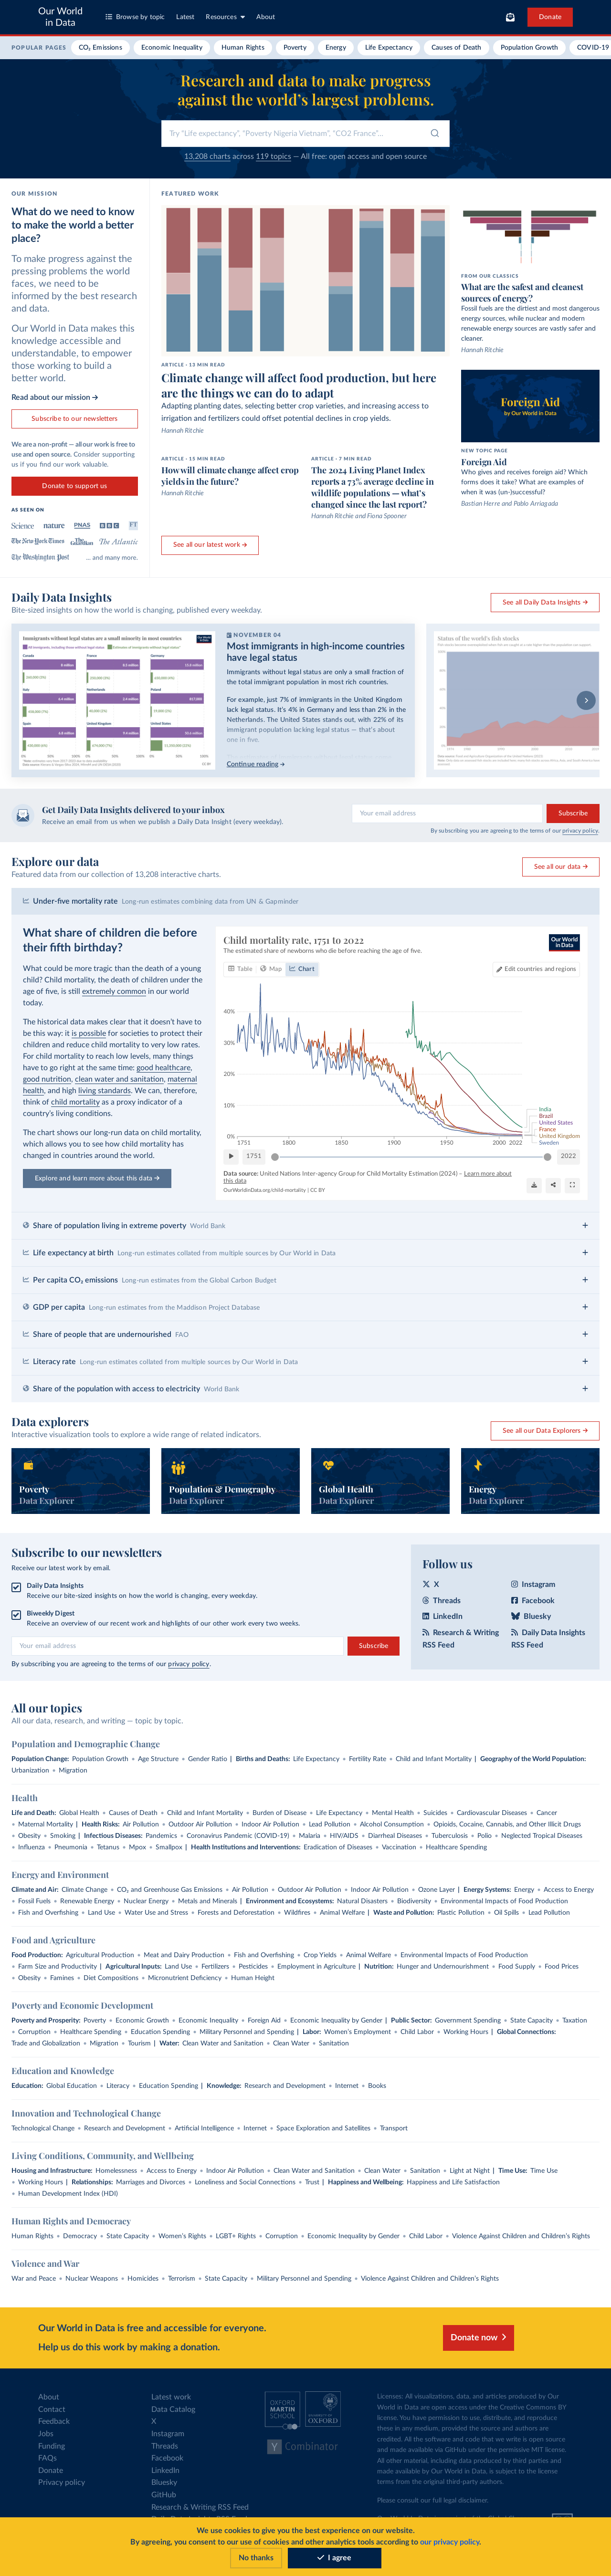 Our World
in Data
Browse by topic
Latest
Resources
About
Donate
POPULAR PAGES
CO₂ Emissions
Economic Inequality
Human Rights
Poverty
Energy
Life Expectancy
Causes of Death
Population Growth
COVID-19
Research and data to make progress
against the world's largest problems.
Try "Life expectancy", "Poverty Nigeria Vietnam", "CO2 France"...
13,208 charts across 119 topics — All free: open access and open source
OUR MISSION
What do we need to know
to make the world a better
place?
To make progress against the
pressing problems the world
faces, we need to be
informed by the best research
and data.
Our World in Data makes this
knowledge accessible and
understandable, to empower
those working to build a
better world.
Read about our mission →
Subscribe to our newsletters
We are a non-profit — all our work is free to
use and open source. Consider supporting
us if you find our work valuable.
Donate to support us
AS SEEN ON
Science nature PNAS BBC FT
The New York Times The Guardian The Atlantic
The Washington Post ... and many more.
FEATURED WORK
ARTICLE · 13 MIN READ
Climate change will affect food production, but here
are the things we can do to adapt
Adapting planting dates, selecting better crop varieties, and increasing access to
irrigation and fertilizers could offset potential declines in crop yields.
Hannah Ritchie
ARTICLE · 15 MIN READ
How will climate change affect crop
yields in the future?
Hannah Ritchie
ARTICLE · 7 MIN READ
The 2024 Living Planet Index
reports a 73% average decline in
wildlife populations — what's
changed since the last report?
Hannah Ritchie and Fiona Spooner
See all our latest work →
FROM OUR CLASSICS
What are the safest and cleanest
sources of energy?
Fossil fuels are the dirtiest and most dangerous
energy sources, while nuclear and modern
renewable energy sources are vastly safer and
cleaner.
Hannah Ritchie
Foreign Aid
by Our World in Data
NEW TOPIC PAGE
Foreign Aid
Who gives and receives foreign aid? Which
forms does it take? What are examples of
when it was (un-)successful?
Bastian Herre and Pablo Arriagada
Daily Data Insights
Bite-sized insights on how the world is changing, published every weekday.
See all Daily Data Insights →
Immigrants without legal status are a small minority in most countries
NOVEMBER 04
Most immigrants in high-income countries
have legal status
Immigrants without legal status are only a small fraction of
the total immigrant population in most rich countries.
For example, just 7% of immigrants in the United Kingdom
lack legal status. It's 4% in Germany and less than 2% in the
Netherlands. The United States stands out, with 22% of its
immigrant population lacking legal status — that's about
one in five.
Continue reading →
Status of the world's fish stocks
Get Daily Data Insights delivered to your inbox
Receive an email from us when we publish a Daily Data Insight (every weekday).
Your email address
Subscribe
By subscribing you are agreeing to the terms of our privacy policy.
Explore our data
Featured data from our collection of 13,208 interactive charts.
See all our data →
Under-five mortality rate Long-run estimates combining data from UN & Gapminder
What share of children die before
their fifth birthday?
What could be more tragic than the death of a young
child? Child mortality, the death of children under the
age of five, is still extremely common in our world
today.
The historical data makes clear that it doesn't have to
be this way: it is possible for societies to protect their
children and reduce child mortality to very low rates.
For child mortality to reach low levels, many things
have to go right at the same time: good healthcare,
good nutrition, clean water and sanitation, maternal
health, and high living standards. We can, therefore,
think of child mortality as a proxy indicator of a
country's living conditions.
The chart shows our long-run data on child mortality,
which allows you to see how child mortality has
changed in countries around the world.
Explore and learn more about this data →
Child mortality rate, 1751 to 2022
The estimated share of newborns who die before reaching the age of five.
Our World
in Data
Table
Map
Chart
Edit countries and regions
40%
30%
20%
10%
0%
1751 1800 1850 1900 1950 2000 2022
India
Brazil
United States
France
United Kingdom
Sweden
1751
2022
Data source: United Nations Inter-agency Group for Child Mortality Estimation (2024) – Learn more about
this data
OurWorldinData.org/child-mortality | CC BY
Share of population living in extreme poverty World Bank
Life expectancy at birth Long-run estimates collated from multiple sources by Our World in Data
Per capita CO₂ emissions Long-run estimates from the Global Carbon Budget
GDP per capita Long-run estimates from the Maddison Project Database
Share of people that are undernourished FAO
Literacy rate Long-run estimates collated from multiple sources by Our World in Data
Share of the population with access to electricity World Bank
Data explorers
Interactive visualization tools to explore a wide range of related indicators.
See all our Data Explorers →
Poverty
Data Explorer
Population & Demography
Data Explorer
Global Health
Data Explorer
Energy
Data Explorer
Subscribe to our newsletters
Receive our latest work by email.
Daily Data Insights
Receive our bite-sized insights on how the world is changing, every weekday.
Biweekly Digest
Receive an overview of our recent work and highlights of our other work every two weeks.
Your email address
Subscribe
By subscribing you are agreeing to the terms of our privacy policy.
Follow us
X
Instagram
Threads
Facebook
LinkedIn
Bluesky
Research & Writing
RSS Feed
Daily Data Insights
RSS Feed
All our topics
All our data, research, and writing — topic by topic.
Population and Demographic Change
Population Change: Population Growth • Age Structure • Gender Ratio | Births and Deaths: Life Expectancy • Fertility Rate • Child and Infant Mortality | Geography of the World Population:
Urbanization • Migration
Health
Life and Death: Global Health • Causes of Death • Child and Infant Mortality • Burden of Disease • Life Expectancy • Mental Health • Suicides • Cardiovascular Diseases • Cancer
• Maternal Mortality | Health Risks: Air Pollution • Outdoor Air Pollution • Indoor Air Pollution • Lead Pollution • Alcohol Consumption • Opioids, Cocaine, Cannabis, and Other Illicit Drugs
• Obesity • Smoking | Infectious Diseases: Pandemics • Coronavirus Pandemic (COVID-19) • Malaria • HIV/AIDS • Diarrheal Diseases • Tuberculosis • Polio • Neglected Tropical Diseases
• Influenza • Pneumonia • Tetanus • Mpox • Smallpox | Health Institutions and Interventions: Eradication of Diseases • Vaccination • Healthcare Spending
Energy and Environment
Climate and Air: Climate Change • CO₂ and Greenhouse Gas Emissions • Air Pollution • Outdoor Air Pollution • Indoor Air Pollution • Ozone Layer | Energy Systems: Energy • Access to Energy
• Fossil Fuels • Renewable Energy • Nuclear Energy • Metals and Minerals | Environment and Ecosystems: Natural Disasters • Biodiversity • Environmental Impacts of Food Production
• Fish and Overfishing • Land Use • Water Use and Stress • Forests and Deforestation • Wildfires • Animal Welfare | Waste and Pollution: Plastic Pollution • Oil Spills • Lead Pollution
Food and Agriculture
Food Production: Agricultural Production • Meat and Dairy Production • Fish and Overfishing • Crop Yields • Animal Welfare • Environmental Impacts of Food Production
• Farm Size and Productivity | Agricultural Inputs: Land Use • Fertilizers • Pesticides • Employment in Agriculture | Nutrition: Hunger and Undernourishment • Food Supply • Food Prices
• Obesity • Famines • Diet Compositions • Micronutrient Deficiency • Human Height
Poverty and Economic Development
Poverty and Prosperity: Poverty • Economic Growth • Economic Inequality • Foreign Aid • Economic Inequality by Gender | Public Sector: Government Spending • State Capacity • Taxation
• Corruption • Healthcare Spending • Education Spending • Military Personnel and Spending | Labor: Women's Employment • Child Labor • Working Hours | Global Connections:
Trade and Globalization • Migration • Tourism | Water: Clean Water and Sanitation • Clean Water • Sanitation
Education and Knowledge
Education: Global Education • Literacy • Education Spending | Knowledge: Research and Development • Internet • Books
Innovation and Technological Change
Technological Change • Research and Development • Artificial Intelligence • Internet • Space Exploration and Satellites • Transport
Living Conditions, Community, and Wellbeing
Housing and Infrastructure: Homelessness • Access to Energy • Indoor Air Pollution • Clean Water and Sanitation • Clean Water • Sanitation • Light at Night | Time Use: Time Use
• Working Hours | Relationships: Marriages and Divorces • Loneliness and Social Connections • Trust | Happiness and Wellbeing: Happiness and Life Satisfaction
• Human Development Index (HDI)
Human Rights and Democracy
Human Rights • Democracy • State Capacity • Women's Rights • LGBT+ Rights • Corruption • Economic Inequality by Gender • Child Labor • Violence Against Children and Children's Rights
Violence and War
War and Peace • Nuclear Weapons • Homicides • Terrorism • State Capacity • Military Personnel and Spending • Violence Against Children and Children's Rights
Our World in Data is free and accessible for everyone.
Help us do this work by making a donation.
Donate now
About
Contact
Feedback
Jobs
Funding
FAQs
Donate
Privacy policy
Latest work
Data Catalog
X
Instagram
Threads
Facebook
LinkedIn
Bluesky
GitHub
Research & Writing RSS Feed
OXFORD
MARTIN
SCHOOL
UNIVERSITY OF
OXFORD
Y Combinator
Licenses: All visualizations, data, and articles produced by Our
World in Data are open access under the Creative Commons BY
license. You have permission to use, distribute, and reproduce
these in any medium, provided the source and authors are
credited. All the software and code that we write is open source
and made available via GitHub under the permissive MIT license.
All other material, including data produced by third parties and
made available by Our World in Data, is subject to the license
terms from the original third-party authors.
Please consult our full legal disclaimer.
We use cookies to give you the best experience on our website.
By agreeing, you consent to our use of cookies and other analytics tools according to our privacy policy.
No thanks
I agree